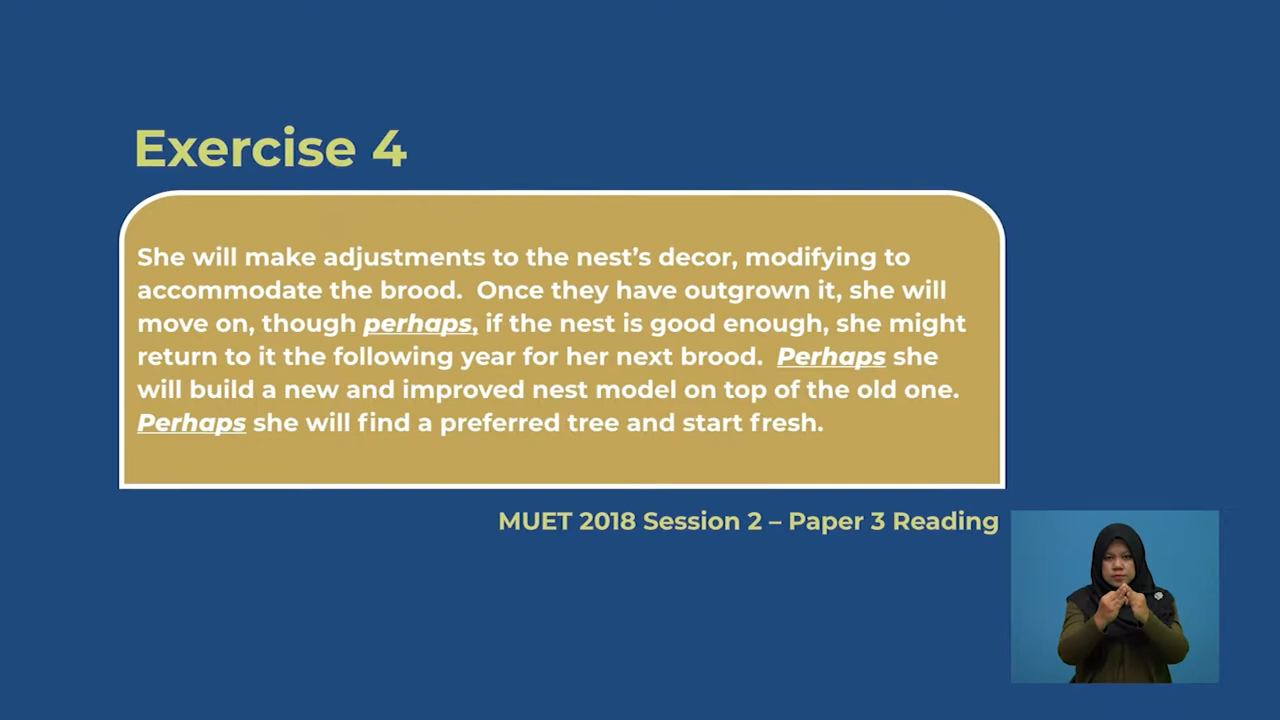 Exercise 4
She will make adjustments to the nest’s decor, modifying to
accommodate the brood.  Once they have outgrown it, she will
move on, though perhaps, if the nest is good enough, she might
return to it the following year for her next brood.  Perhaps she
will build a new and improved nest model on top of the old one.
Perhaps she will find a preferred tree and start fresh.
MUET 2018 Session 2 – Paper 3 Reading